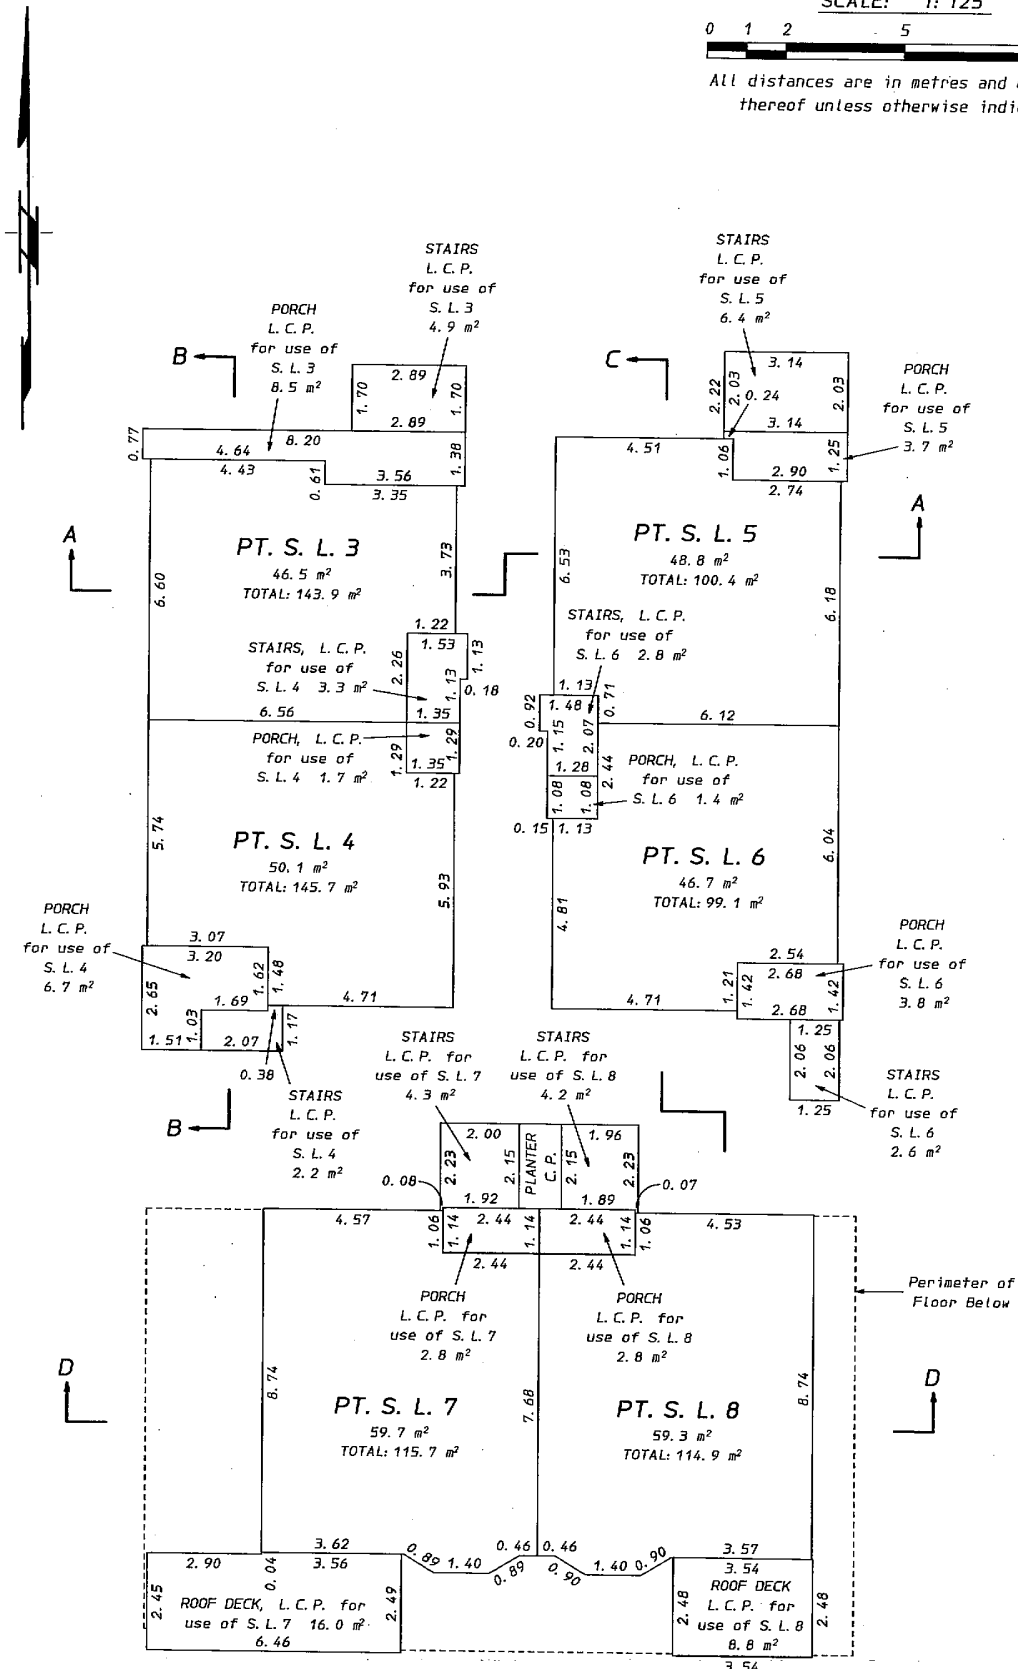 SCALE: 1: 125
0 1 2 5
All distances are in metres and
thereof unless otherwise
STAIRS
L. C. P.
for use of
S. L. 3
4. 9 m²
PORCH
L. C. P.
for use of
S. L. 3
8. 5 m²
STAIRS
L. C. P.
for use of
S. L. 5
6. 4 m²
PORCH
L. C. P.
for use of
S. L. 5
3. 7 m²
B
C
2. 89
1. 70
1. 70
2. 89
0. 77
8. 20
4. 64
4. 43
0. 61
3. 56
3. 35
1. 38
3. 14
2. 22
2. 03
0. 24
2. 03
3. 14
4. 51
1. 06
2. 90
2. 74
1. 25
A
A
PT. S. L. 3
46. 5 m²
TOTAL: 143. 9 m²
6. 60
3. 73
PT. S. L. 5
48. 8 m²
TOTAL: 100. 4 m²
6. 53
6. 18
STAIRS, L. C. P.
for use of
S. L. 4 3. 3 m²
1. 22
1. 53
2. 26
1. 13
1. 13
0. 18
6. 56
1. 35
STAIRS, L. C. P.
for use of
S. L. 6 2. 8 m²
1. 13
1. 48
0. 71
0. 92
0. 20
1. 15
2. 07
6. 12
1. 28
PORCH, L. C. P.
for use of
S. L. 4 1. 7 m²
1. 29
1. 29
1. 35
1. 22
PORCH, L. C. P.
for use of
S. L. 6 1. 4 m²
2. 44
1. 08
1. 08
0. 15
1. 13
PT. S. L. 4
50. 1 m²
TOTAL: 145. 7 m²
5. 74
5. 93
PT. S. L. 6
46. 7 m²
TOTAL: 99. 1 m²
4. 81
6. 04
PORCH
L. C. P.
for use of
S. L. 4
6. 7 m²
3. 07
3. 20
2. 65
1. 62
1. 48
1. 69
4. 71
1. 03
1. 51
2. 07
1. 17
0. 38
4. 71
2. 54
2. 68
1. 21
1. 42
1. 42
2. 68
1. 25
2. 06
2. 06
1. 25
PORCH
L. C. P.
for use of
S. L. 6
3. 8 m²
STAIRS
L. C. P.
for use of
S. L. 4
2. 2 m²
STAIRS
L. C. P.
for use of
S. L. 6
2. 6 m²
B
STAIRS
L. C. P. for
use of S. L. 7
4. 3 m²
STAIRS
L. C. P. for
use of S. L. 8
4. 2 m²
2. 00
2. 23
2. 15
PLANTER
C. P.
1. 96
2. 15
2. 23
0. 08
1. 92
1. 89
0. 07
4. 57
1. 06
1. 14
2. 44
1. 14
2. 44
1. 14
1. 06
4. 53
2. 44
2. 44
PORCH
L. C. P. for
use of S. L. 7
2. 8 m²
PORCH
L. C. P. for
use of S. L. 8
2. 8 m²
Perimeter of
Floor Below
D
D
8. 74
7. 68
8. 74
PT. S. L. 7
59. 7 m²
TOTAL: 115. 7 m²
PT. S. L. 8
59. 3 m²
TOTAL: 114. 9 m²
3. 62
0. 89
1. 40
0. 89
0. 46
0. 46
0. 90
1. 40
0. 90
3. 57
2. 90
0. 04
3. 56
3. 54
2. 45
2. 49
2. 48
2. 48
ROOF DECK, L. C. P. for
use of S. L. 7 16. 0 m²
6. 46
ROOF DECK
L. C. P. for
use of S. L. 8
8. 8 m²
3. 54